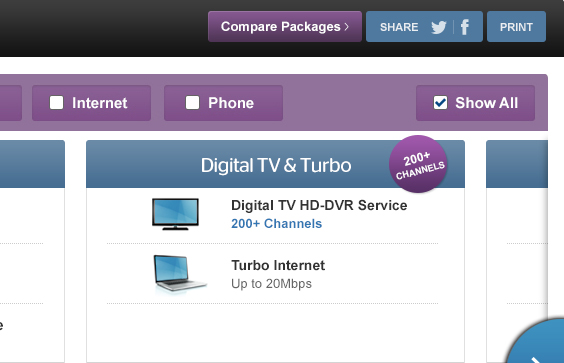 Compare Packages ›
SHARE
PRINT
Internet
Phone
Show All
Digital TV & Turbo
200+
CHANNELS
Digital TV HD-DVR Service
200+ Channels
Turbo Internet
Up to 20Mbps
e